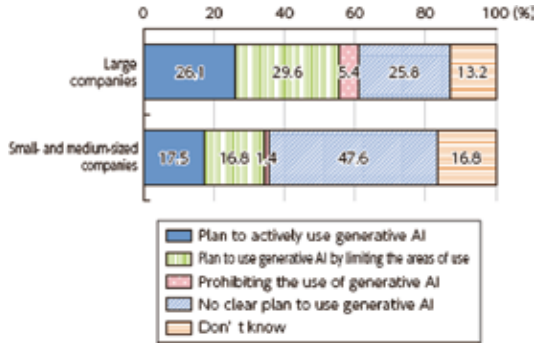 0 20 40 60 80 100 (%)
Large
companies
26.1 29.6 5.4 25.8 13.2
Small- and medium-sized
companies
17.5 16.8 1.4 47.6 16.8
Plan to actively use generative AI
Plan to use generative AI by limiting the areas of use
Prohibiting the use of generative AI
No clear plan to use generative AI
Don't know